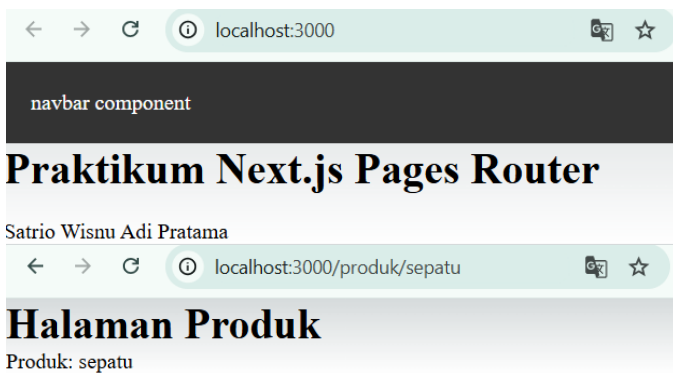 localhost:3000
navbar component
Praktikum Next.js Pages Router
Satrio Wisnu Adi Pratama
localhost:3000/produk/sepatu
Halaman Produk
Produk: sepatu